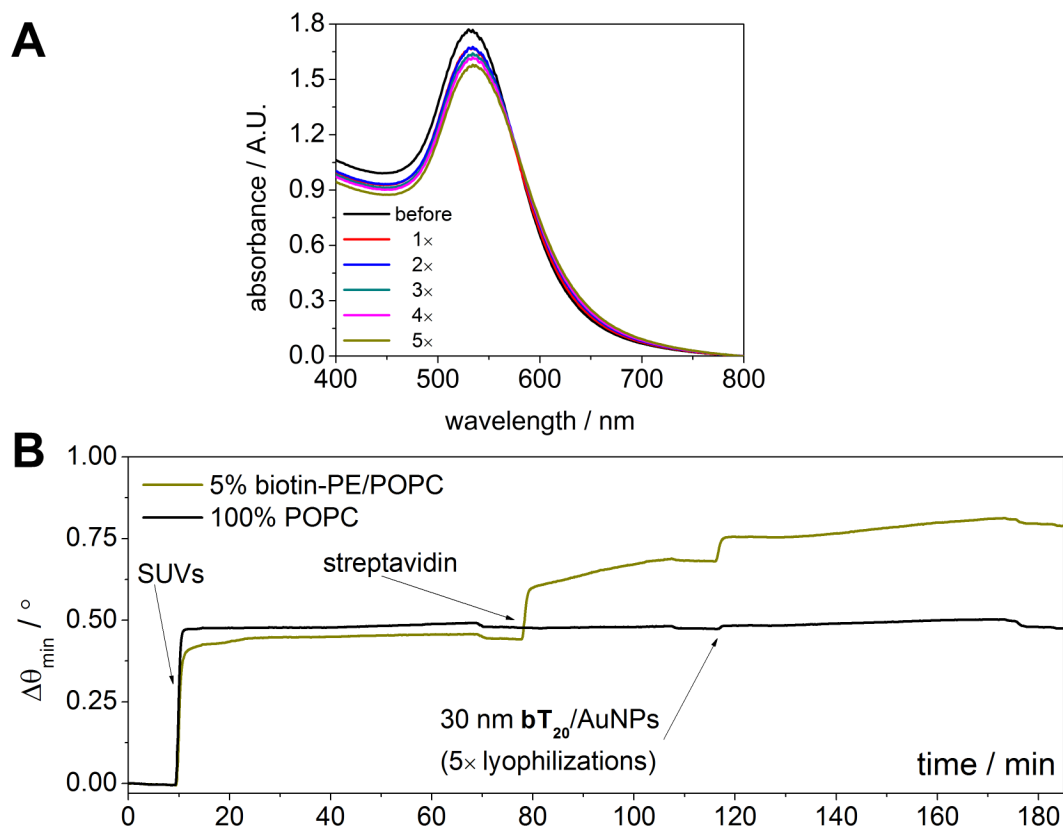 A
absorbance / A.U.
1.8
1.5
1.2
0.9
0.6
0.3
0.0
before
1×
2×
3×
4×
5×
400 500 600 700 800
wavelength / nm
B
Δθmin / °
1.00
0.75
0.50
0.25
0.00
5% biotin-PE/POPC
100% POPC
SUVs
streptavidin
30 nm bT20/AuNPs
(5× lyophilizations)
time / min
0 20 40 60 80 100 120 140 160 180